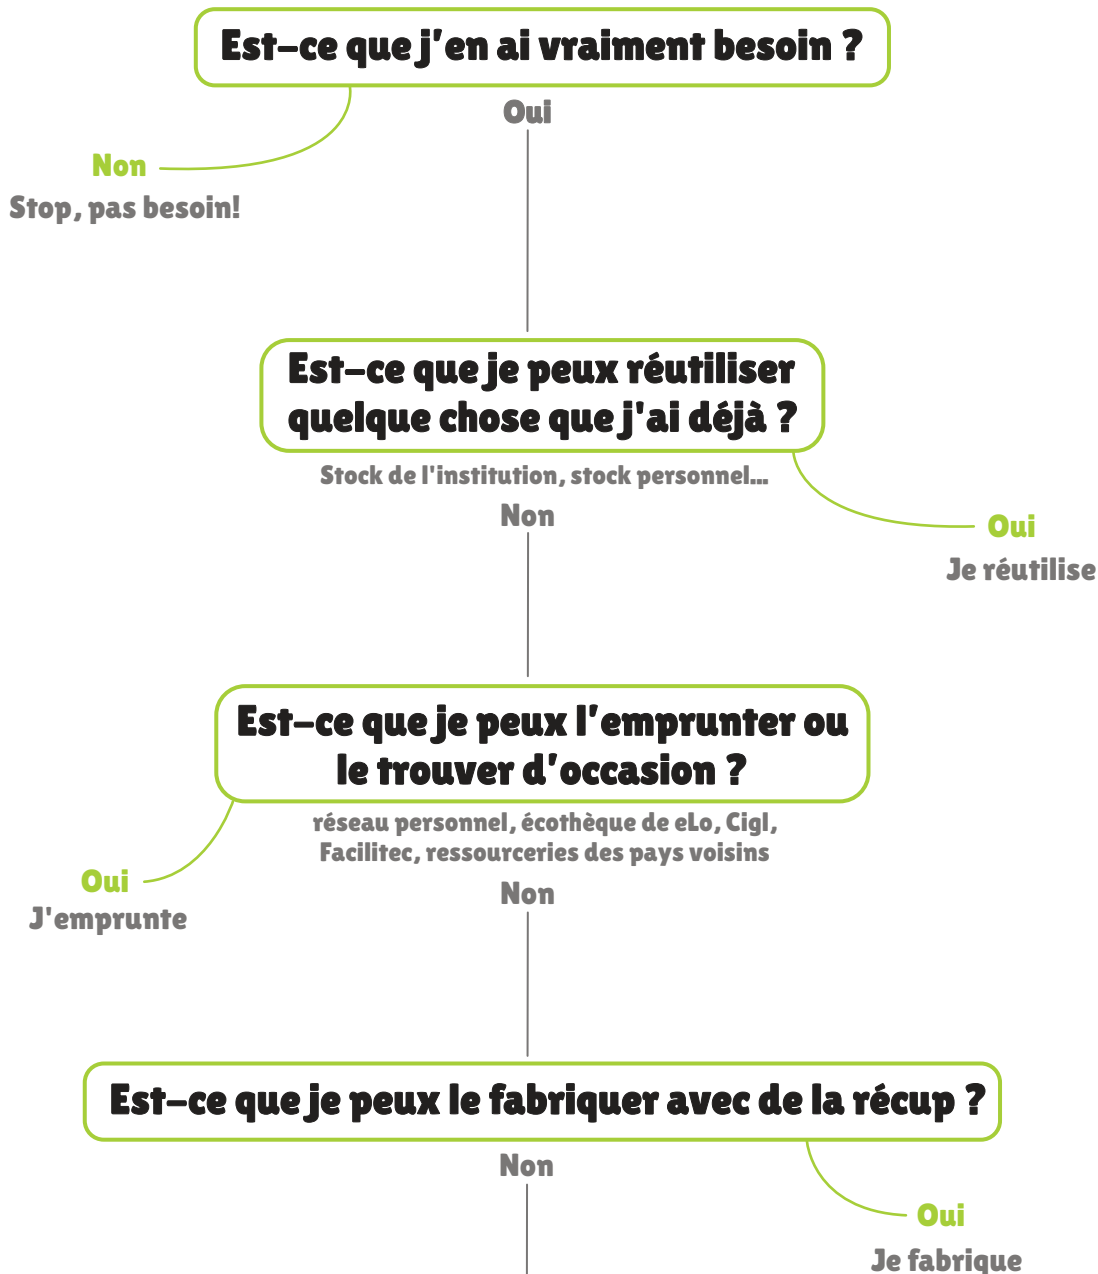 Est-ce que j'en ai vraiment besoin ?
Oui
Non
Stop, pas besoin!
Est-ce que je peux réutiliser
quelque chose que j'ai déjà ?
Stock de l'institution, stock personnel...
Non
Oui
Je réutilise
Est-ce que je peux l'emprunter ou
le trouver d'occasion ?
réseau personnel, écothèque de eLo, Cigl,
Facilitec, ressourceries des pays voisins
Oui
J'emprunte
Non
Est-ce que je peux le fabriquer avec de la récup ?
Non
Oui
Je fabrique